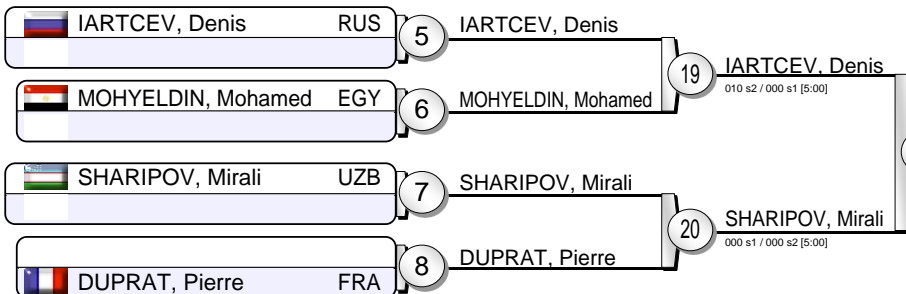 IARTCEV, Denis RUS
5
IARTCEV, Denis
19
IARTCEV, Denis
010 s2 / 000 s1 [5:00]
MOHYELDIN, Mohamed EGY
6
MOHYELDIN, Mohamed
SHARIPOV, Mirali UZB
7
SHARIPOV, Mirali
20
SHARIPOV, Mirali
000 s1 / 000 s2 [5:00]
DUPRAT, Pierre FRA
8
DUPRAT, Pierre